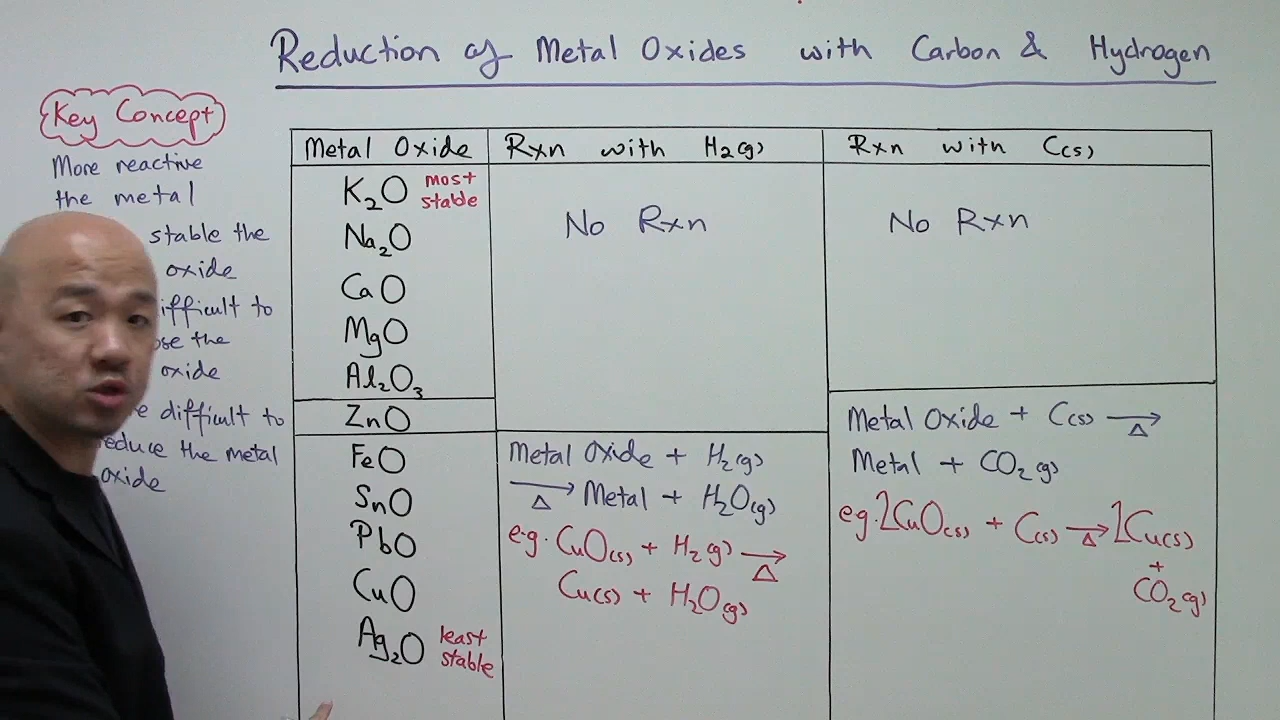 Reduction of Metal Oxides with Carbon & Hydrogen
Key Concept
More reactive
the metal
stable the
oxide
difficult to
the
oxide
difficult to
reduce the metal
oxide
Metal Oxide
K₂O most stable
Na₂O
CaO
MgO
Al₂O₃
ZnO
FeO
SnO
PbO
CuO
Ag₂O least stable
Rxn with H₂(g)
No Rxn
Metal Oxide + H₂(g)
→ Δ Metal + H₂O(g)
e.g. CuO(s) + H₂(g) → Δ
Cu(s) + H₂O(g)
Rxn with C(s)
No Rxn
Metal Oxide + C(s) → Δ
Metal + CO₂(g)
eg. 2CuO(s) + C(s) → Δ 2Cu(s)
+
CO₂(g)